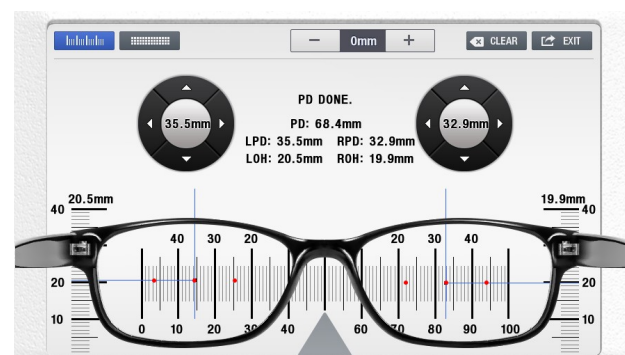 0mm
CLEAR
EXIT
PD DONE.
35.5mm
PD: 68.4mm
32.9mm
LPD: 35.5mm RPD: 32.9mm
LOH: 20.5mm ROH: 19.9mm
20.5mm
19.9mm
40
40
40 30 20
20 30 40
20
20
10
10
0 10 20 30 40 60 70 80 90 100